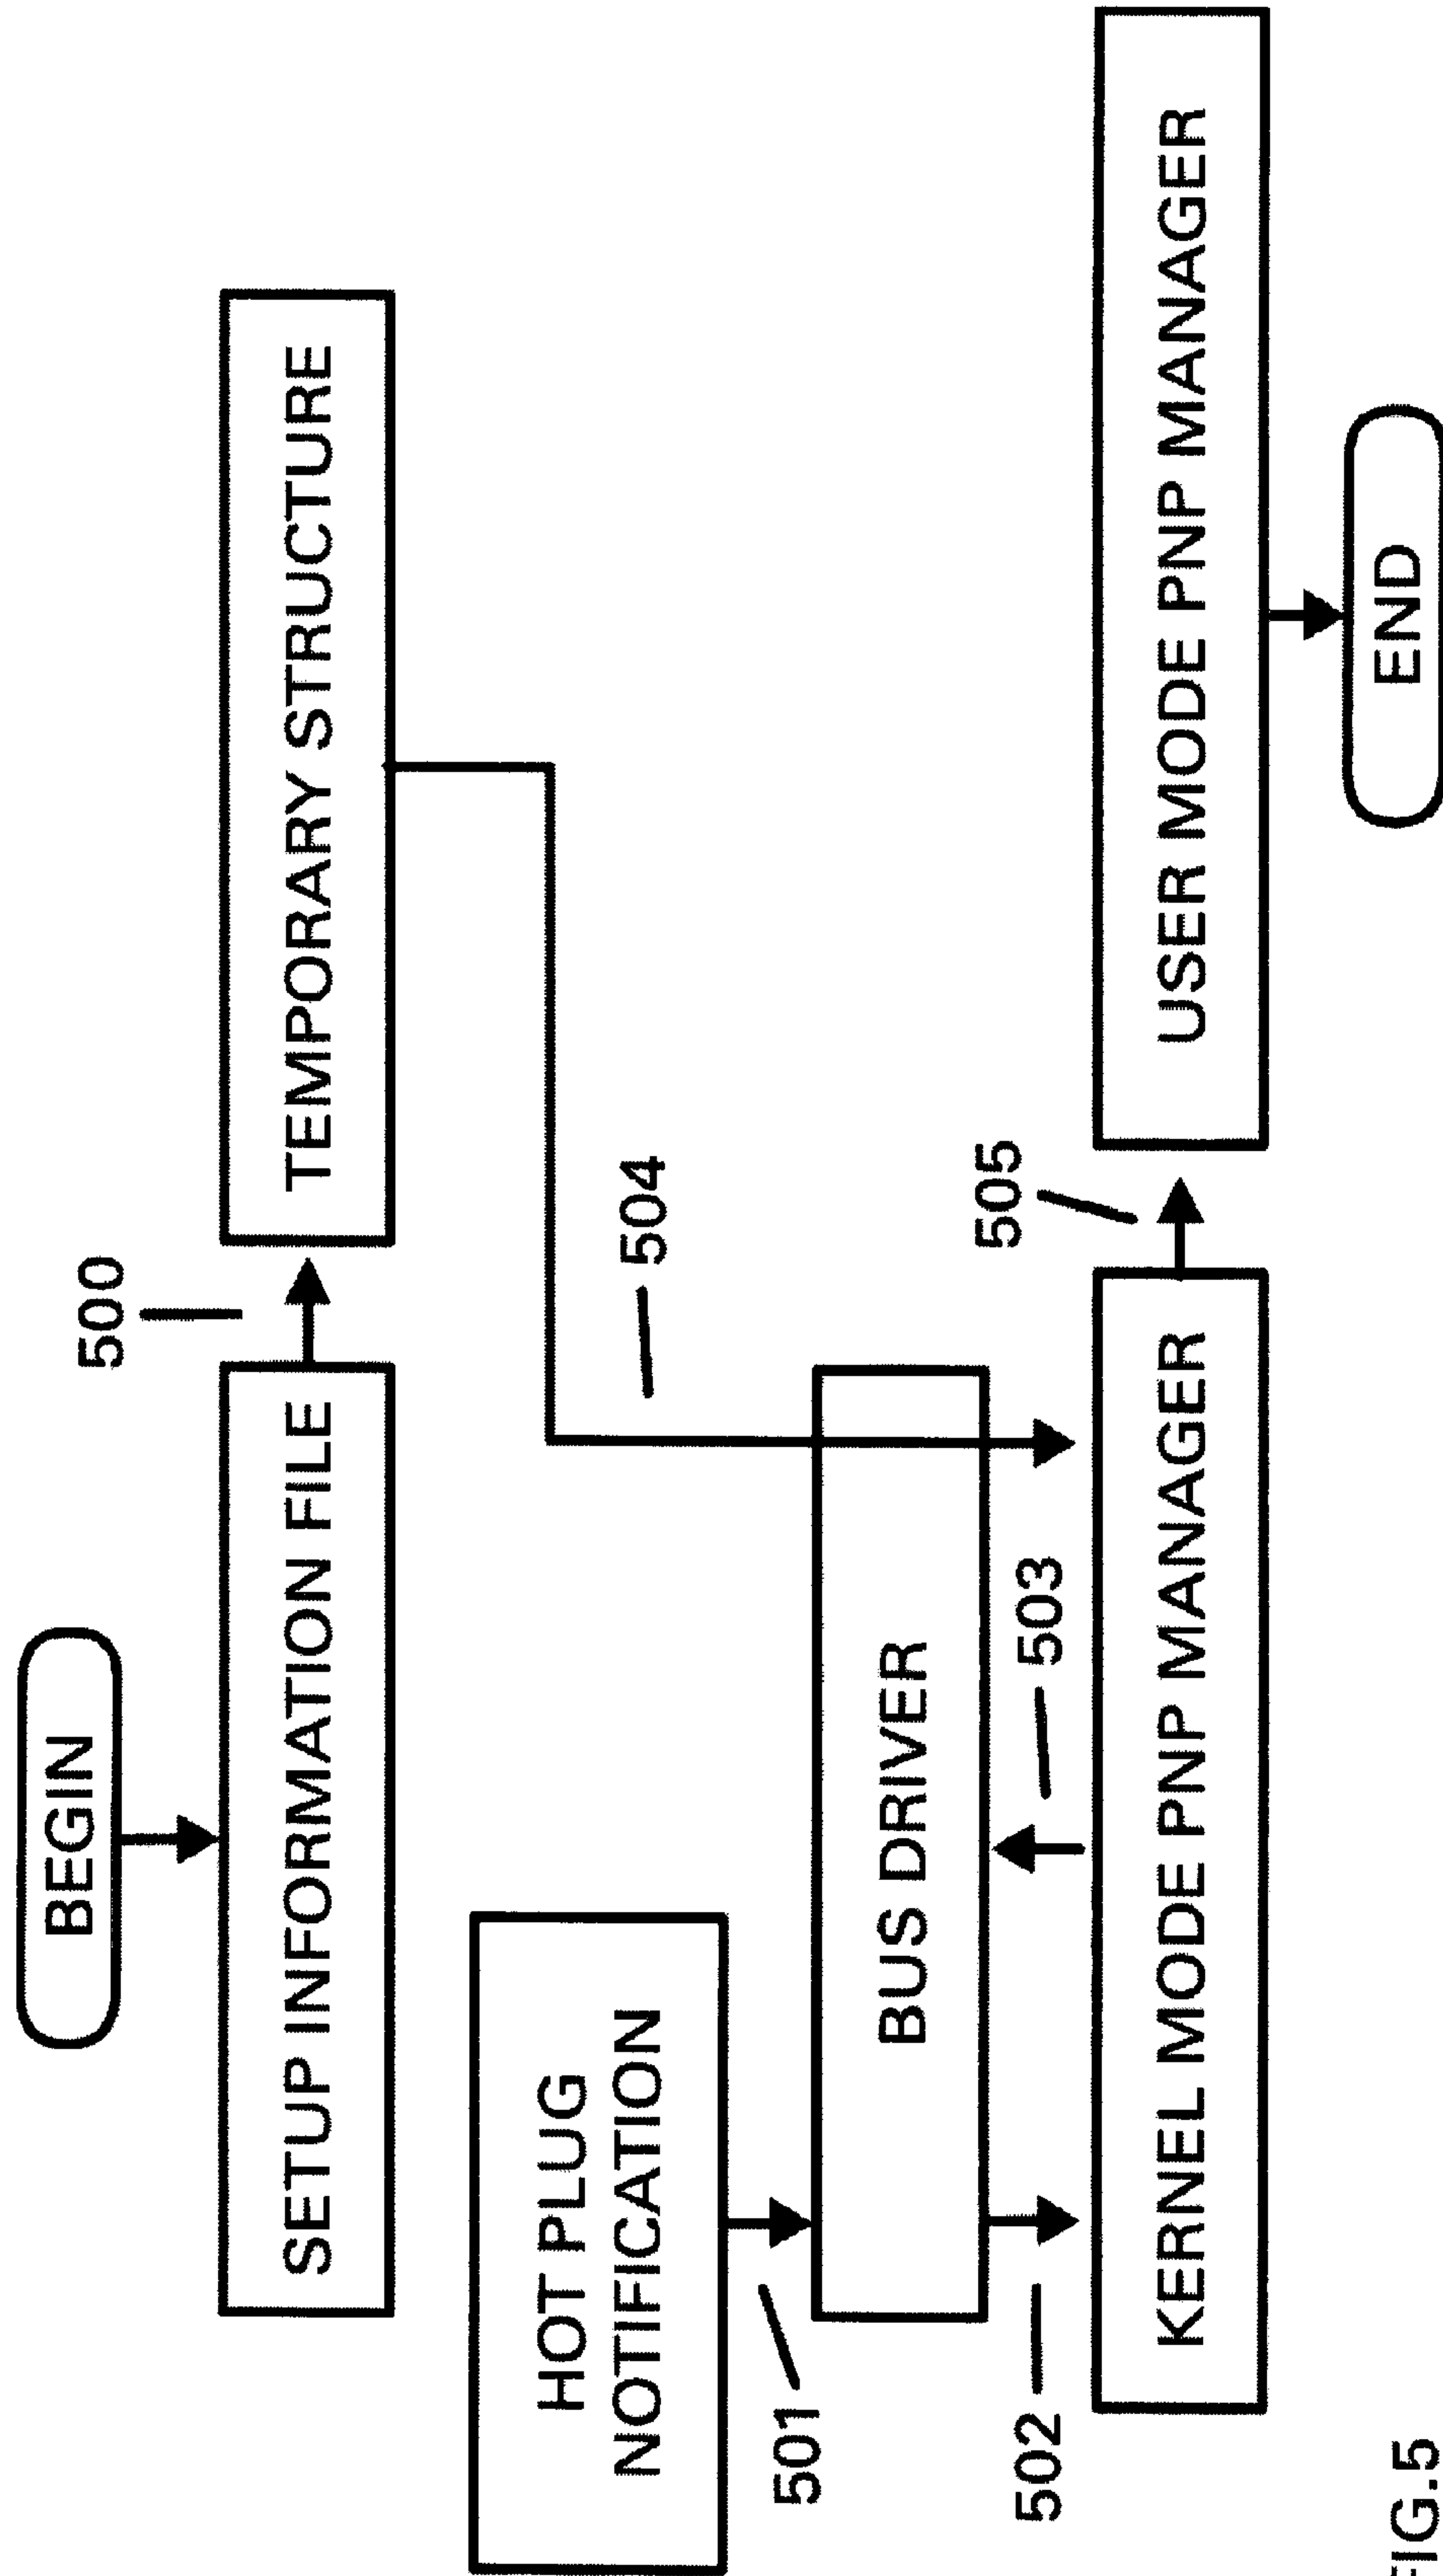 BEGIN
500
SETUP INFORMATION FILE
TEMPORARY STRUCTURE
HOT PLUG
NOTIFICATION
504
501
BUS DRIVER
502
503
505
KERNEL MODE PNP MANAGER
USER MODE PNP MANAGER
END
FIG.5